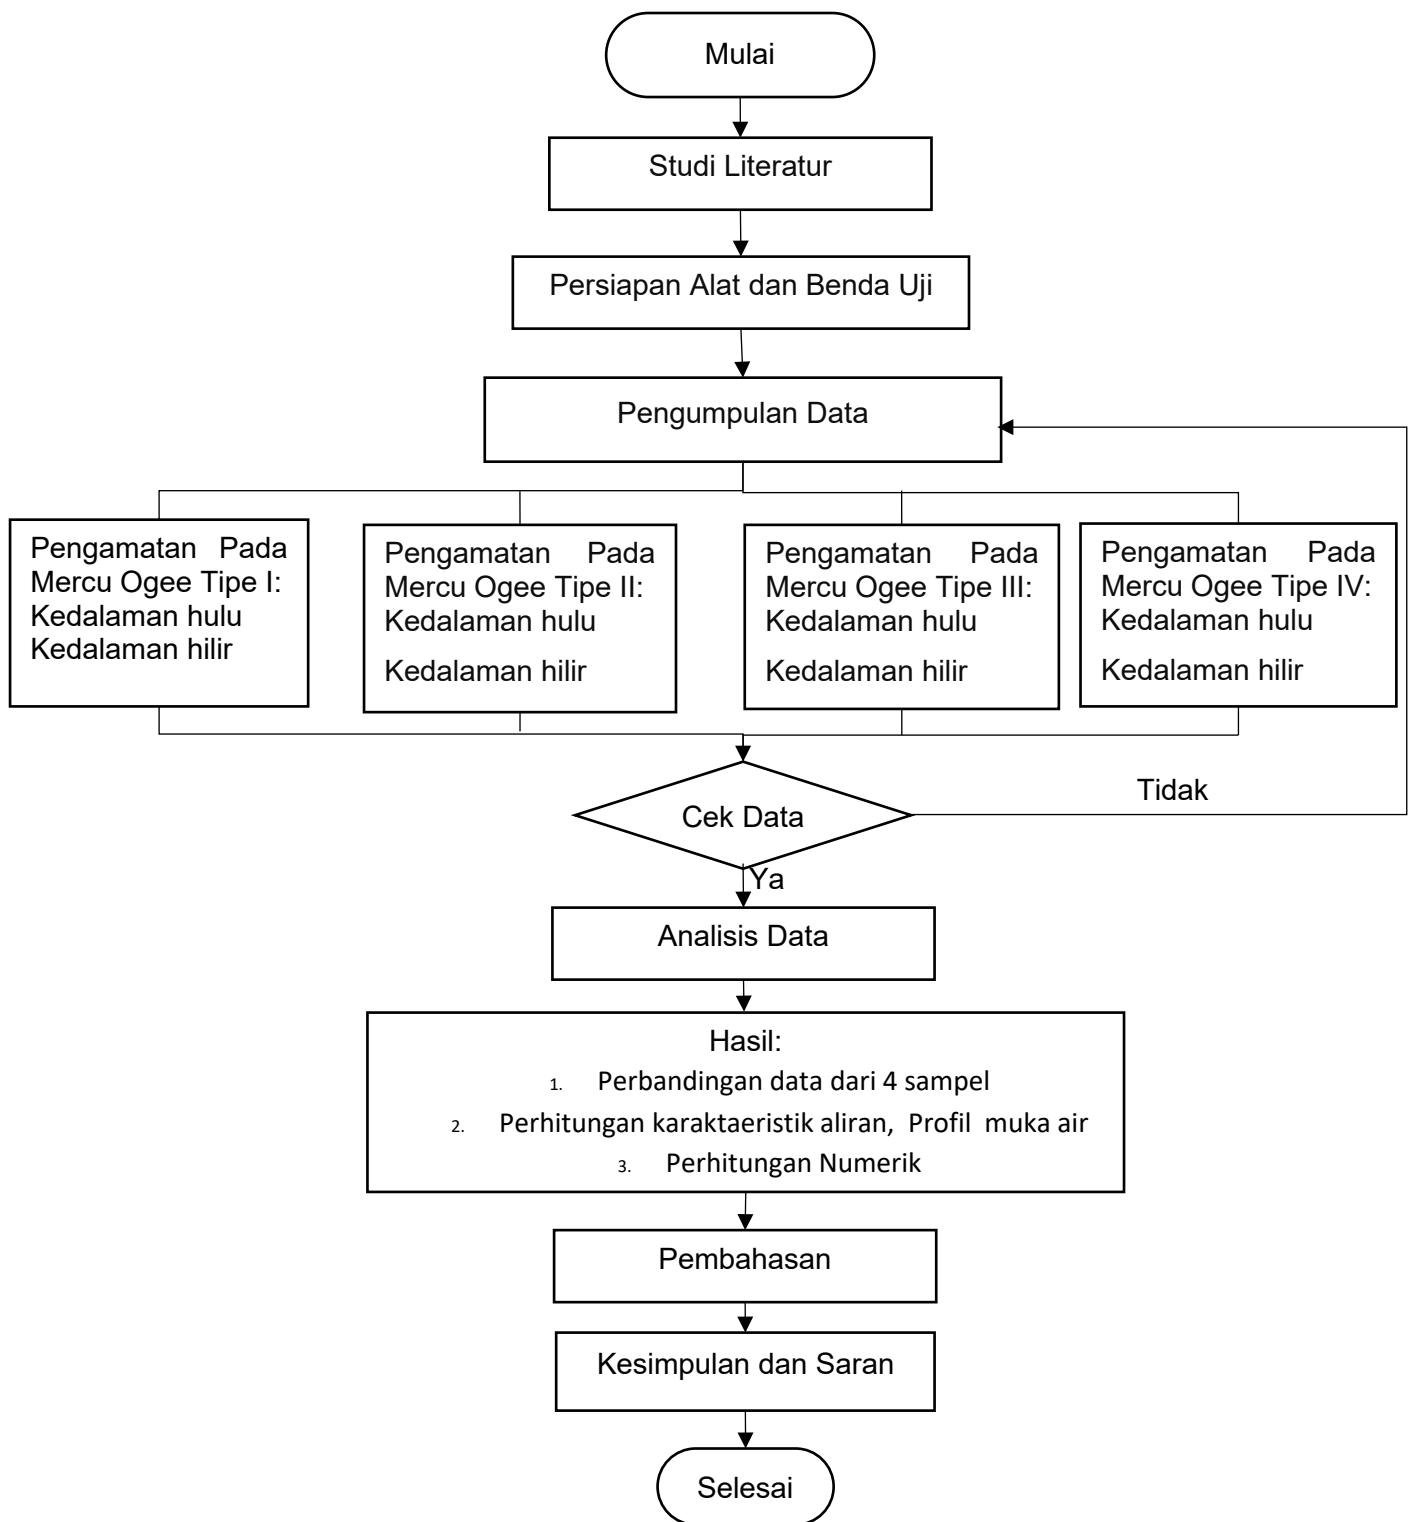 Mulai
Studi Literatur
Persiapan Alat dan Benda Uji
Pengumpulan Data
Pengamatan Pada
Mercu Ogee Tipe I:
Kedalaman hulu
Kedalaman hilir
Pengamatan Pada
Mercu Ogee Tipe II:
Kedalaman hulu
Kedalaman hilir
Pengamatan Pada
Mercu Ogee Tipe III:
Kedalaman hulu
Kedalaman hilir
Pengamatan Pada
Mercu Ogee Tipe IV:
Kedalaman hulu
Kedalaman hilir
Tidak
Cek Data
Ya
Analisis Data
Hasil:
1. Perbandingan data dari 4 sampel
2. Perhitungan karaktaeristik aliran, Profil muka air
3. Perhitungan Numerik
Pembahasan
Kesimpulan dan Saran
Selesai